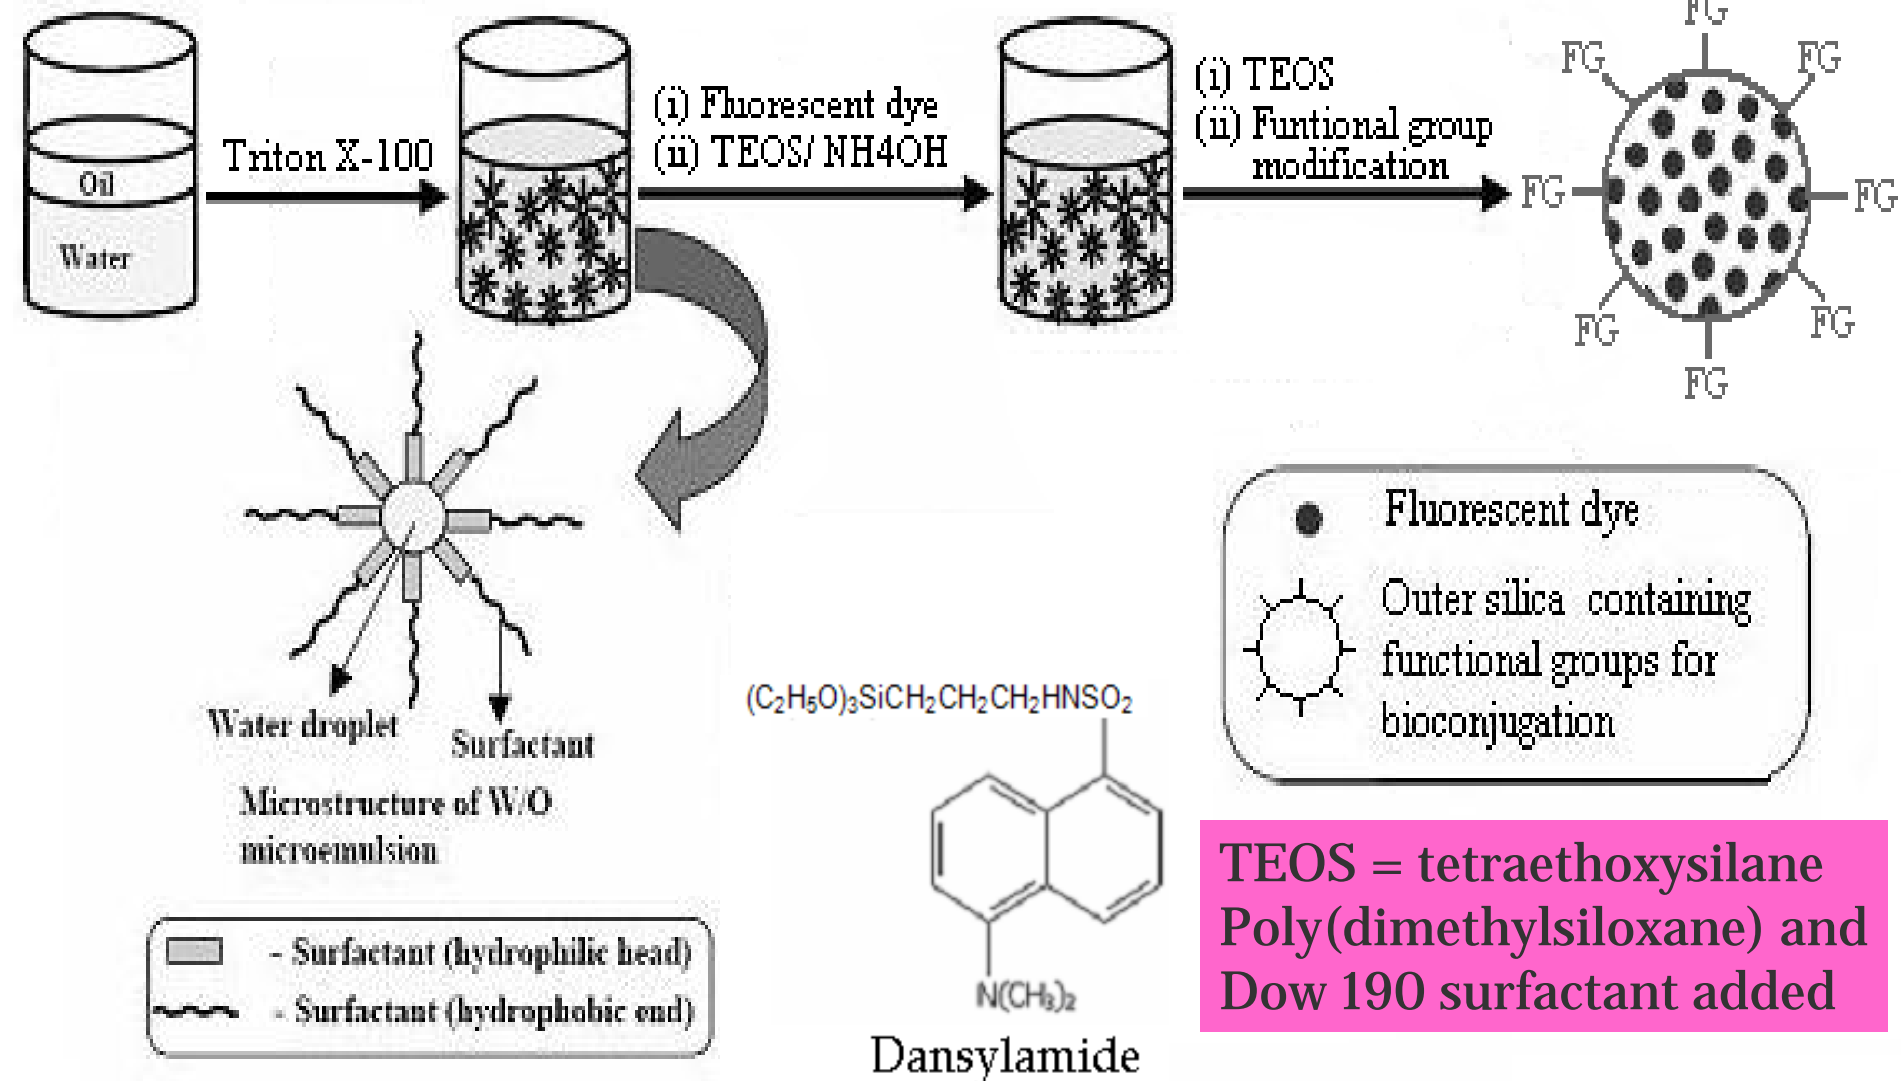 Oil
Water
Triton X-100
(i) Fluorescent dye
(ii) TEOS/ NH4OH
(i) TEOS
(ii) Funtional group
modification
FG
FG
FG
FG
FG
FG
FG
FG
Water droplet
Surfactant
Microstructure of W/O
microemulsion
- Surfactant (hydrophilic head)
- Surfactant (hydrophobic end)
(C2H5O)3SiCH2CH2CH2HNSO2
N(CH3)2
Dansylamide
Fluorescent dye
Outer silica containing
functional groups for
bioconjugation
TEOS = tetraethoxysilane
Poly(dimethylsiloxane) and
Dow 190 surfactant added